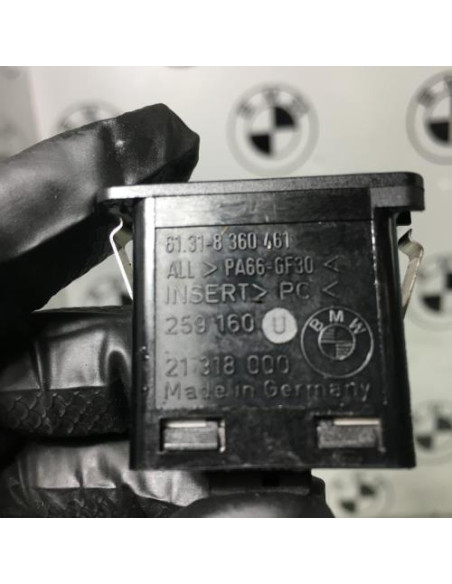 61.31-8 360 461
ALL > PA66-GF30 <
INSERT> PC <
259 160 U
BMW
21 318 000
Made in Germany